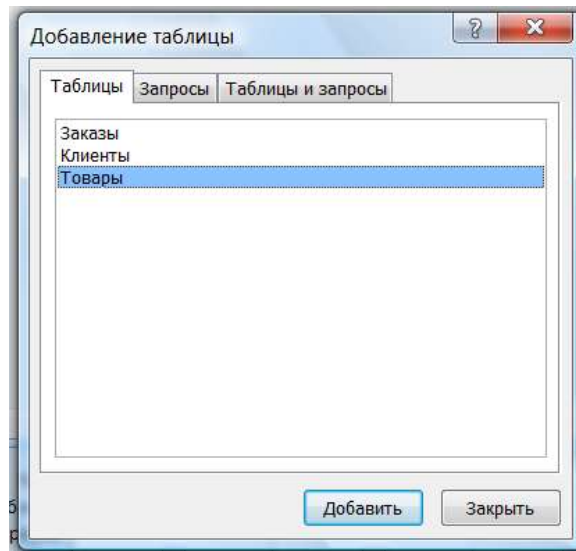 Добавление таблицы
Таблицы Запросы Таблицы и запросы
Заказы
Клиенты
Товары
Добавить Закрыть